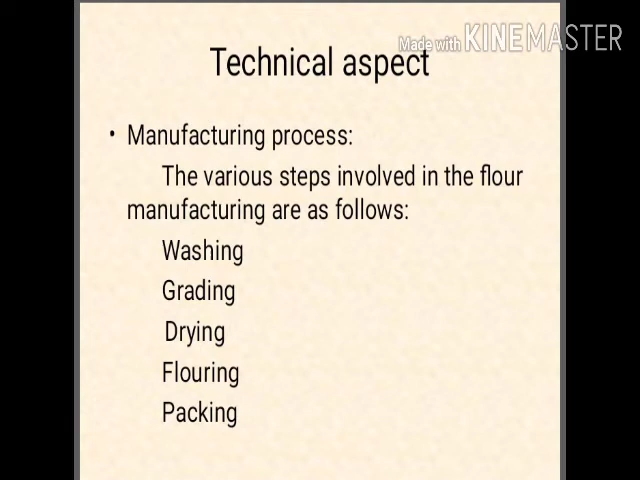 Made with KINEMASTER
Technical aspect
• Manufacturing process:
The various steps involved in the flour
manufacturing are as follows:
Washing
Grading
Drying
Flouring
Packing